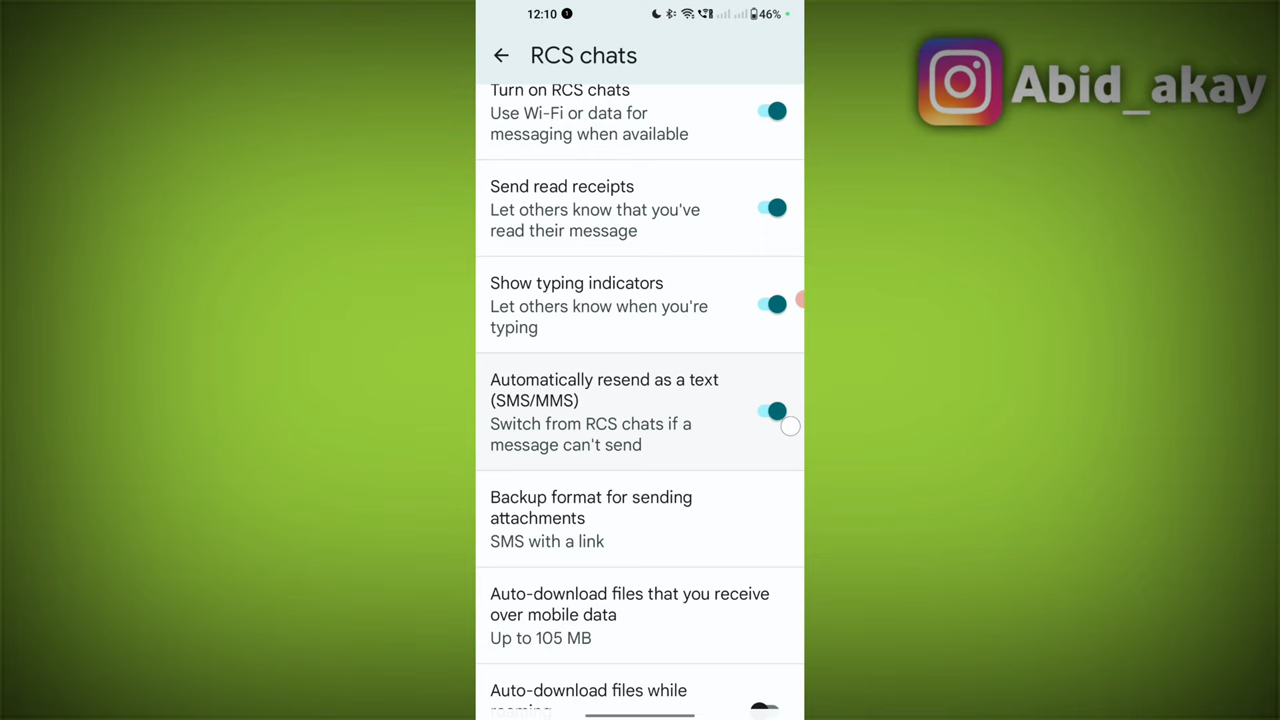 12:10
46%
Abid_akay
RCS chats
Turn on RCS chats
Use Wi-Fi or data for
messaging when available
Send read receipts
Let others know that you've
read their message
Show typing indicators
Let others know when you're
typing
Automatically resend as a text
(SMS/MMS)
Switch from RCS chats if a
message can't send
Backup format for sending
attachments
SMS with a link
Auto-download files that you receive
over mobile data
Up to 105 MB
Auto-download files while
roaming